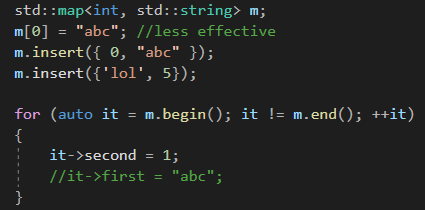 std::map<int, std::string> m;
m[0] = "abc"; //less effective
m.insert({ 0, "abc" });
m.insert({'lol', 5});

for (auto it = m.begin(); it != m.end(); ++it)
{
    it->second = 1;
    //it->first = "abc";
}